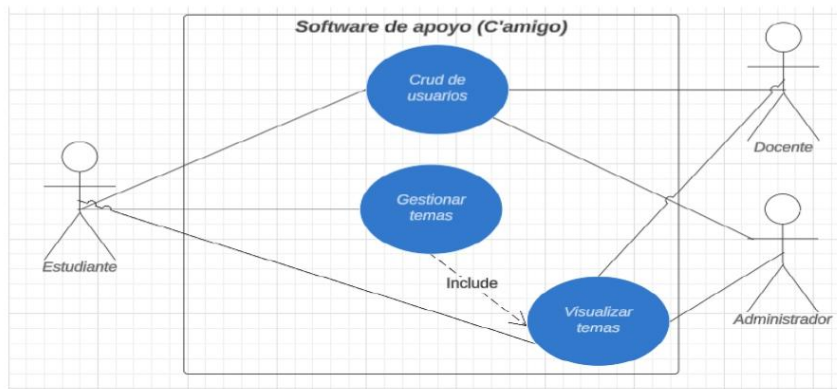 Software de apoyo (C'amigo)
Crud de
usuarios
Docente
Gestionar
temas
Estudiante
Include
Visualizar
temas
Administrador